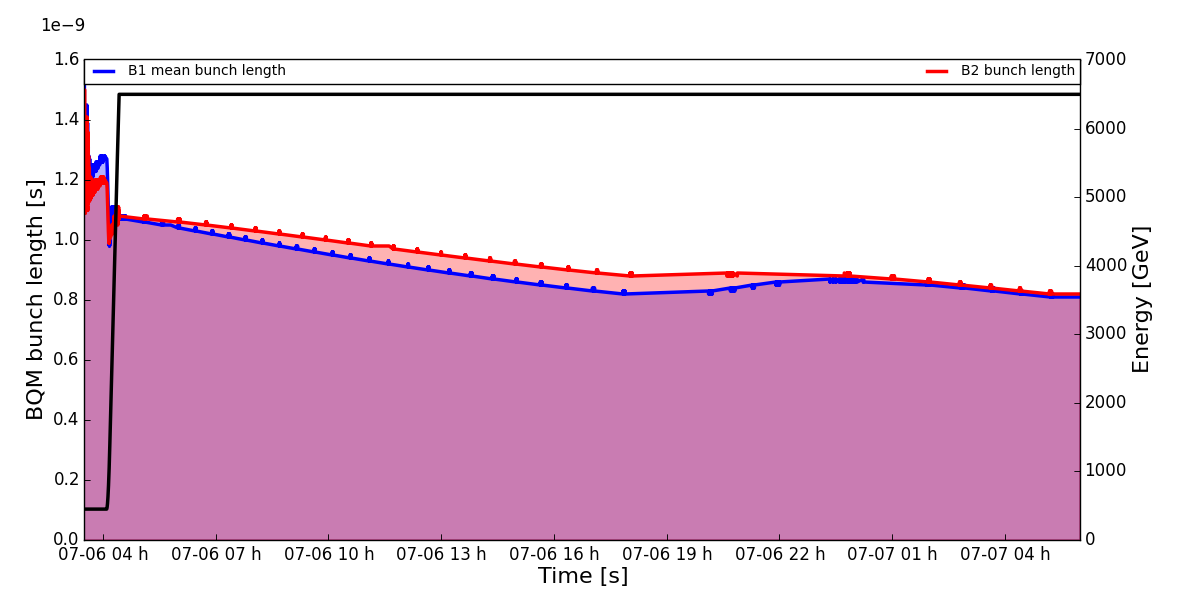 1e−9
B1 mean bunch length
B2 bunch length
1.6
1.4
1.2
1.0
0.8
0.6
0.4
0.2
0.0
BQM bunch length [s]
7000
6000
5000
4000
3000
2000
1000
0
Energy [GeV]
07-06 04 h
07-06 07 h
07-06 10 h
07-06 13 h
07-06 16 h
07-06 19 h
07-06 22 h
07-07 01 h
07-07 04 h
Time [s]